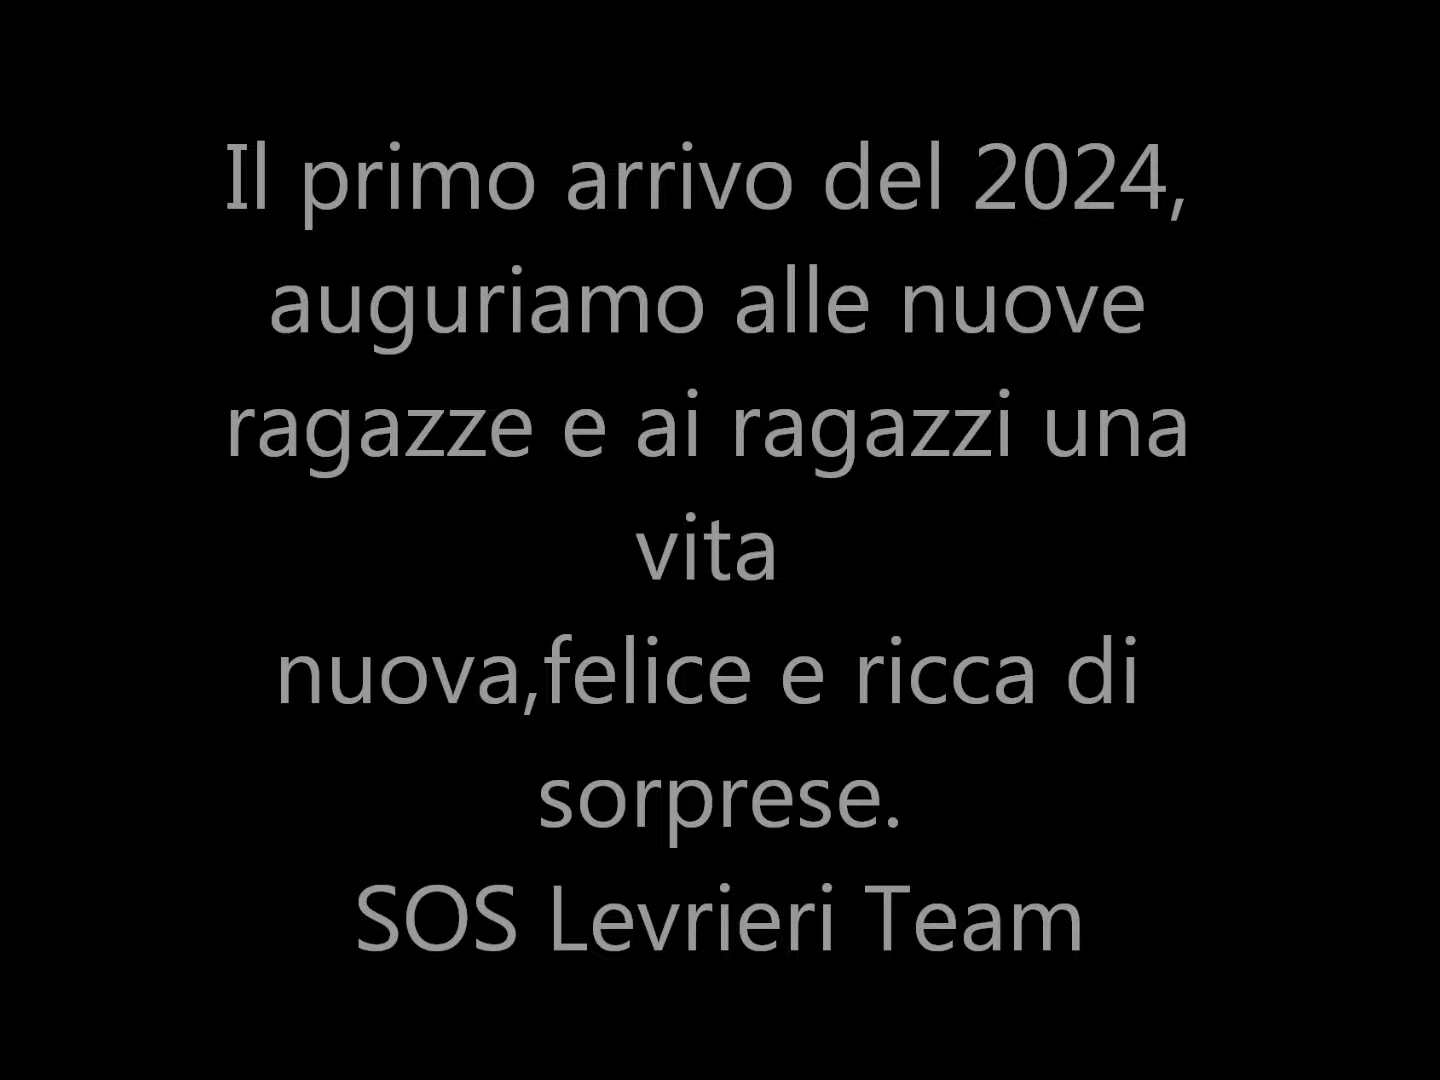 Il primo arrivo del 2024,
auguriamo alle nuove
ragazze e ai ragazzi una
vita
nuova,felice e ricca di
sorprese.
SOS Levrieri Team